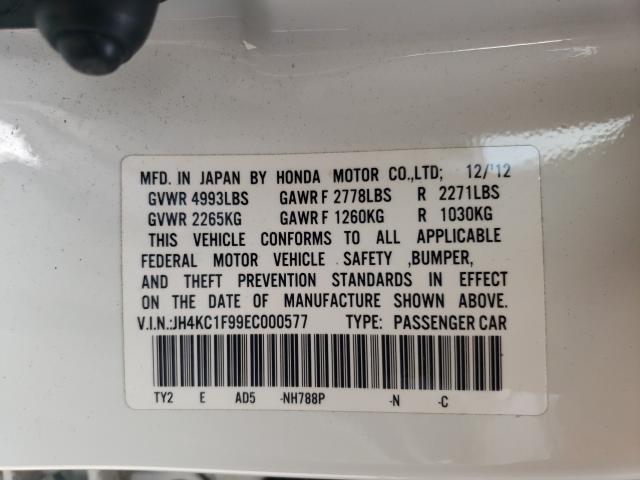 MFD. IN JAPAN BY HONDA MOTOR CO.,LTD; 12/'12
GVWR 4993LBS GAWR F 2778LBS R 2271LBS
GVWR 2265KG GAWR F 1260KG R 1030KG
THIS VEHICLE CONFORMS TO ALL APPLICABLE
FEDERAL MOTOR VEHICLE SAFETY ,BUMPER,
AND THEFT PREVENTION STANDARDS IN EFFECT
ON THE DATE OF MANUFACTURE SHOWN ABOVE.
V.I.N.:JH4KC1F99EC000577 TYPE: PASSENGER CAR
TY2 E AD5 -NH788P -N -C